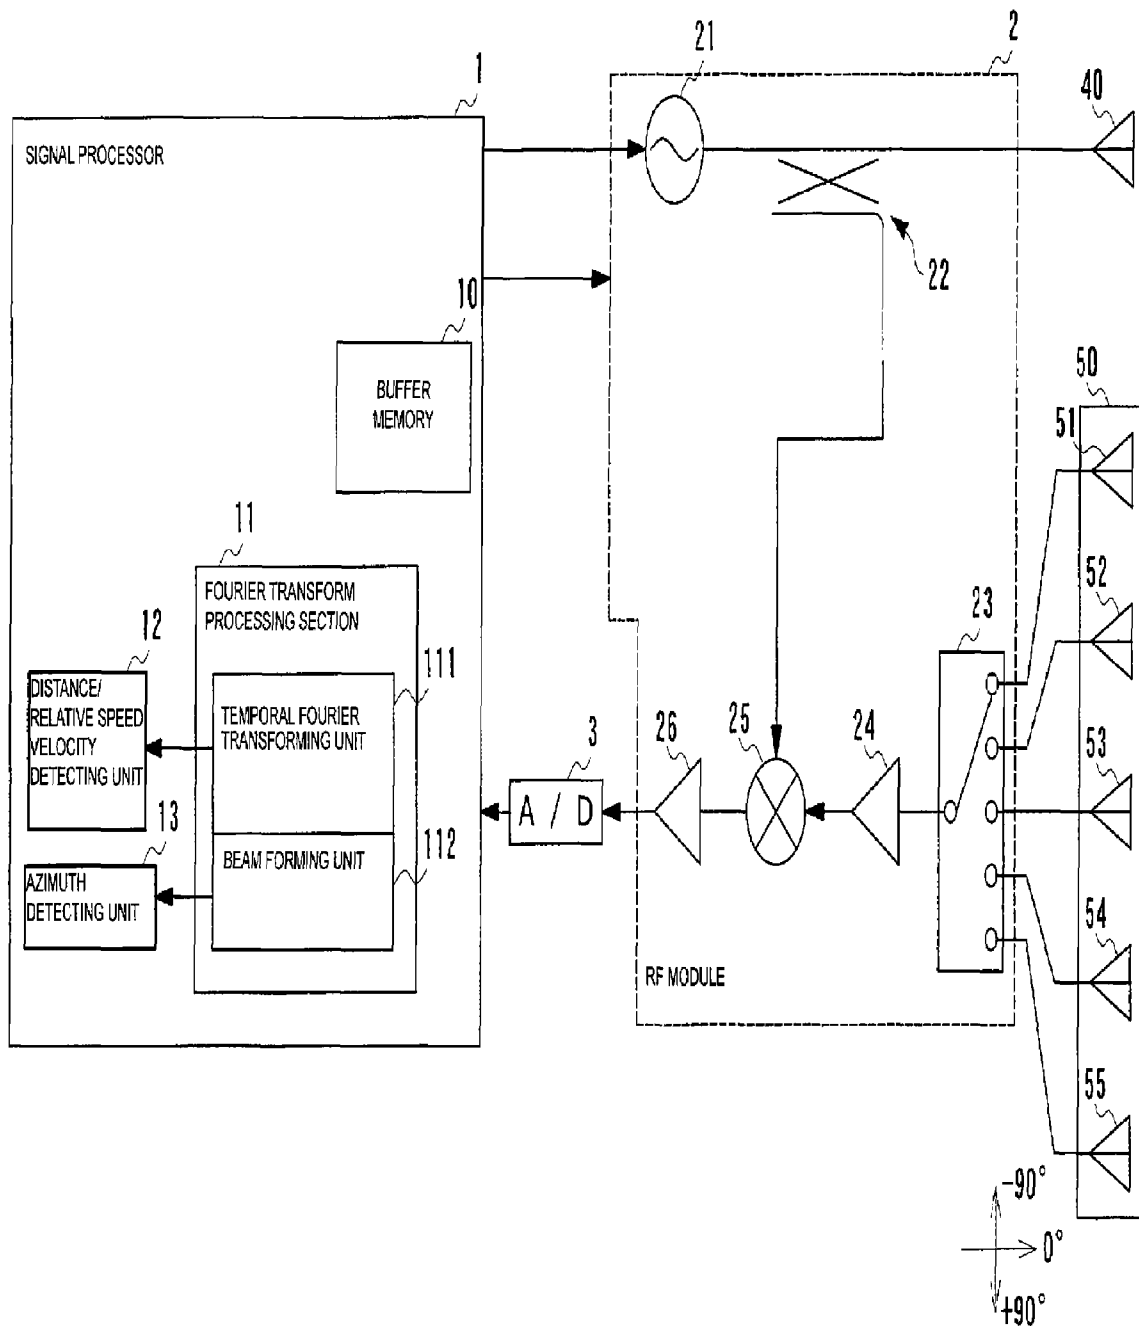 21
2
1
40
SIGNAL PROCESSOR
22
10
BUFFER
MEMORY
50
51
11
FOURIER TRANSFORM
PROCESSING SECTION
52
23
12
111
DISTANCE/
RELATIVE SPEED
VELOCITY
DETECTING UNIT
TEMPORAL FOURIER
TRANSFORMING UNIT
3
26
25
24
53
A / D
13
112
BEAM FORMING UNIT
AZIMUTH
DETECTING UNIT
54
RF MODULE
55
-90°
0°
+90°